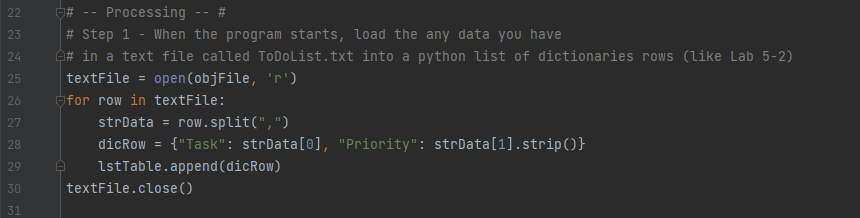 22 # -- Processing -- #
23 # Step 1 - When the program starts, load the any data you have
24 # in a text file called ToDoList.txt into a python list of dictionaries rows (like Lab 5-2)
25 textFile = open(objFile, 'r')
26 for row in textFile:
27     strData = row.split(",")
28     dicRow = {"Task": strData[0], "Priority": strData[1].strip()}
29     lstTable.append(dicRow)
30 textFile.close()
31